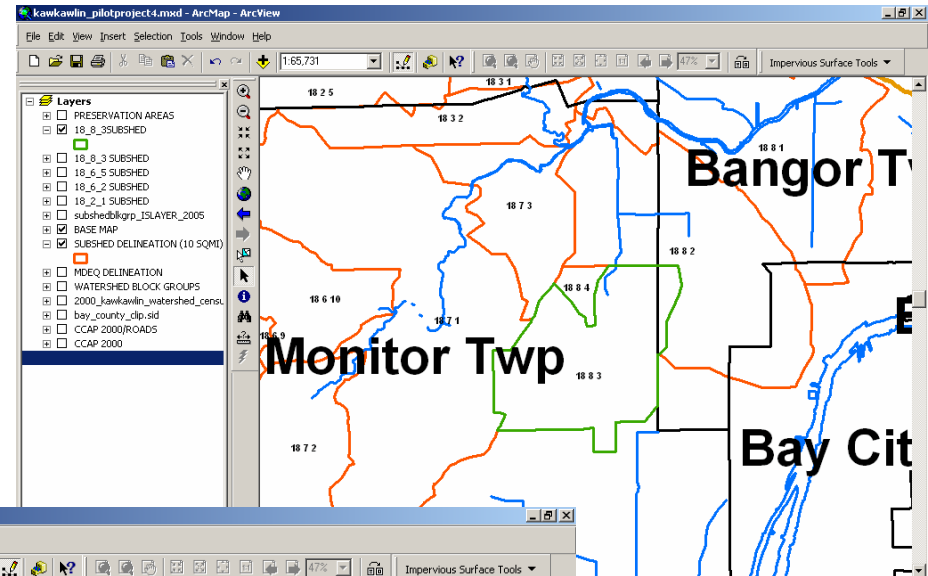 kawkawlin_pilotproject4.mxd - ArcMap - ArcView
File Edit View Insert Selection Tools Window Help
1:65,731 47% Impervious Surface Tools
Layers
PRESERVATION AREAS
18_8_3SUBSHED
18_8_3 SUBSHED
18_6_5 SUBSHED
18_6_2 SUBSHED
18_2_1 SUBSHED
subshedblkgrp_ISLAYER_2005
BASE MAP
SUBSHED DELINEATION (10 SQMI)
MDEQ DELINEATION
WATERSHED BLOCK GROUPS
2000_kawkawlin_watershed_censu
bay_county_clip.sid
CCAP 2000/ROADS
CCAP 2000
18 3 1
18 2 5
18 3 2
18 8 1
Bangor Tw
18 7 3
18 8 2
18 8 4
18 6 10
18 7 1
18 6 9
Monitor Twp
18 8 3
18 7 2
Bay Cit
47% Impervious Surface Tools